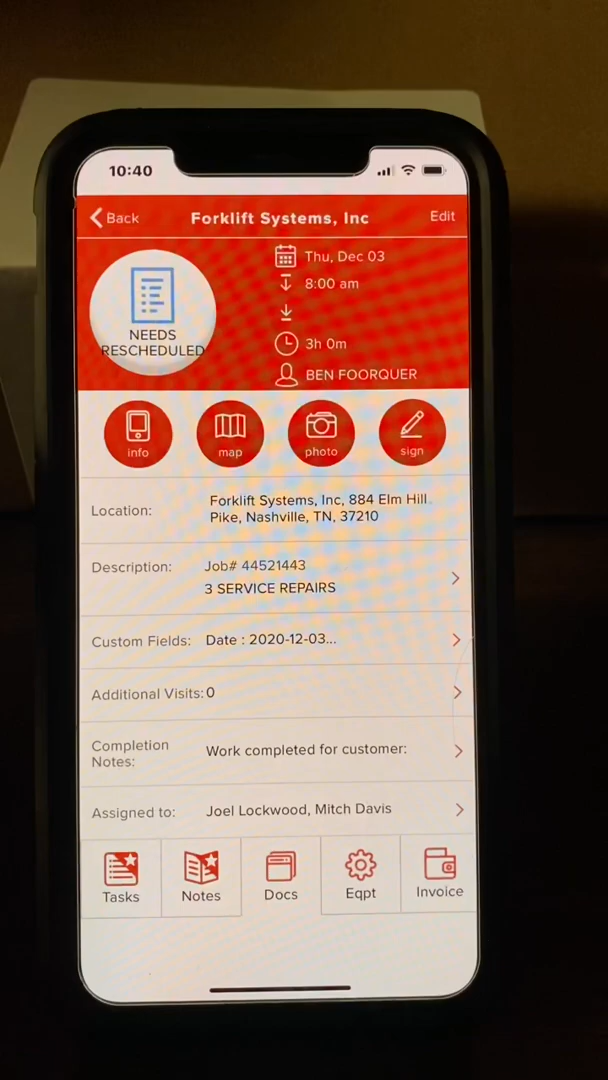 10:40
Back
Forklift Systems, Inc
Edit
Thu, Dec 03
8:00 am
3h 0m
BEN FOORQUER
NEEDS
RESCHEDULED
info
map
photo
sign
Location:
Forklift Systems, Inc, 884 Elm Hill
Pike, Nashville, TN, 37210
Description:
Job# 44521443
3 SERVICE REPAIRS
Custom Fields:
Date : 2020-12-03...
Additional Visits:
0
Completion
Notes:
Work completed for customer:
Assigned to:
Joel Lockwood, Mitch Davis
Tasks
Notes
Docs
Eqpt
Invoice